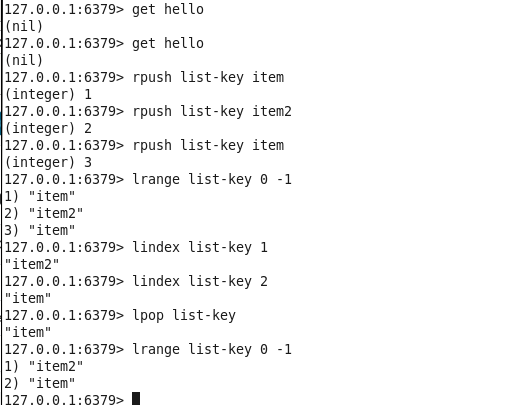 127.0.0.1:6379> get hello
(nil)
127.0.0.1:6379> get hello
(nil)
127.0.0.1:6379> rpush list-key item
(integer) 1
127.0.0.1:6379> rpush list-key item2
(integer) 2
127.0.0.1:6379> rpush list-key item
(integer) 3
127.0.0.1:6379> lrange list-key 0 -1
1) "item"
2) "item2"
3) "item"
127.0.0.1:6379> lindex list-key 1
"item2"
127.0.0.1:6379> lindex list-key 2
"item"
127.0.0.1:6379> lpop list-key
"item"
127.0.0.1:6379> lrange list-key 0 -1
1) "item2"
2) "item"
127.0.0.1:6379>